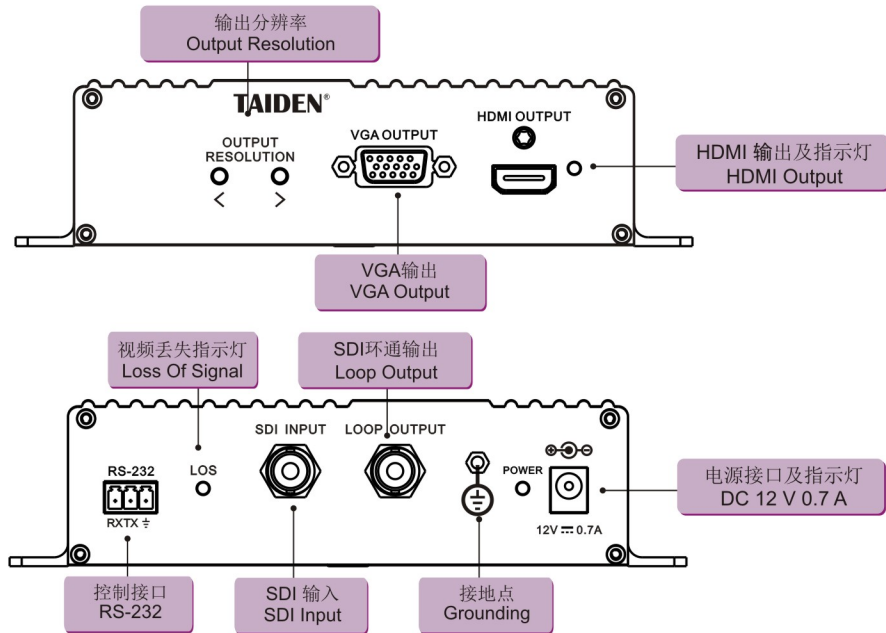 输出分辨率
Output Resolution
TAIDEN®
OUTPUT
RESOLUTION
<
>
VGA OUTPUT
HDMI OUTPUT
HDMI 输出及指示灯
HDMI Output
VGA输出
VGA Output
视频丢失指示灯
Loss Of Signal
SDI环通输出
Loop Output
RS-232
RXTX
LOS
SDI INPUT
LOOP OUTPUT
POWER
12V 0.7A
电源接口及指示灯
DC 12 V 0.7 A
控制接口
RS-232
SDI 输入
SDI Input
接地点
Grounding